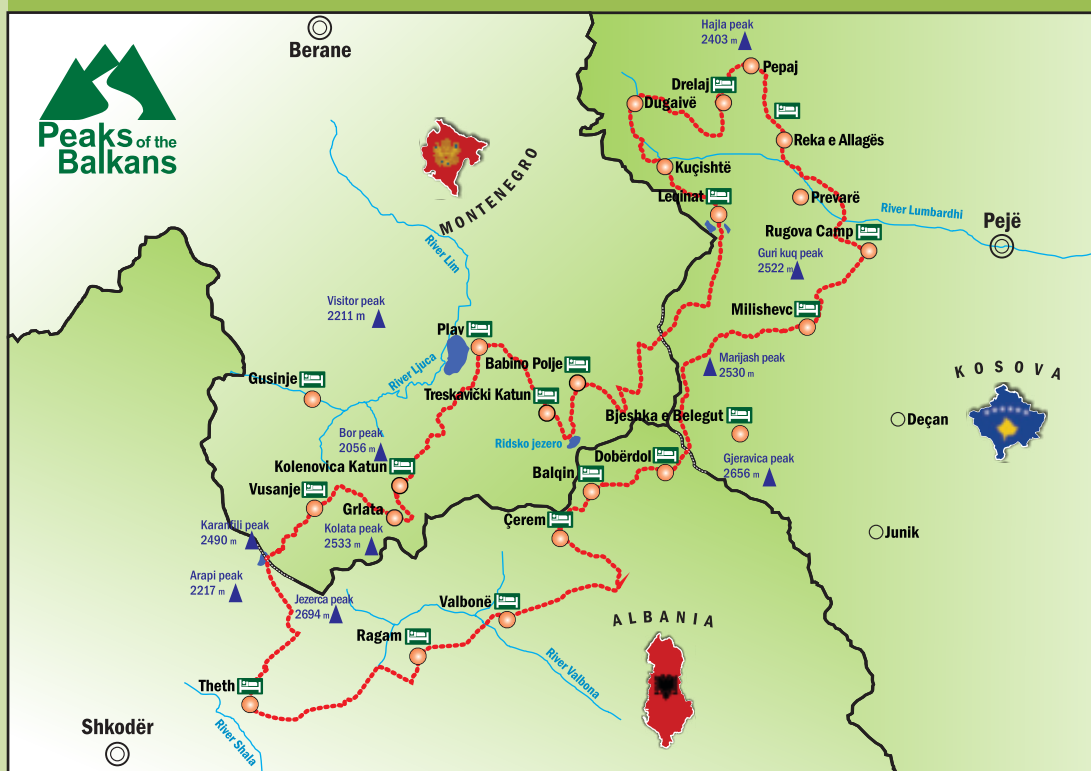 Berane
Hajla peak
2403 m
Peaks of the
Balkans
MONTENEGRO
Drelaj
Pepaj
Dugaivë
Reka e Allagës
Kuçishtë
Leqinat
Prevarë
River Lumbardhi
Pejë
Rugova Camp
Guri kuq peak
2522 m
River Lim
Visitor peak
2211 m
Milishevc
Plav
Marijash peak
2530 m
Babino Polje
River Ljuca
Gusinje
Treskavički Katun
KOSOVA
Bjeshka e Belegut
Deçan
Bor peak
2056 m
Ridsko jezero
Gjeravica peak
2656 m
Dobërdol
Kolenovica Katun
Balqin
Vusanje
Grlata
Çerem
Karanfili peak
2490 m
Kolata peak
2533 m
Junik
Arapi peak
2217 m
Jezerca peak
2694 m
Valbonë
ALBANIA
Ragam
River Valbona
Theth
River Shala
Shkodër